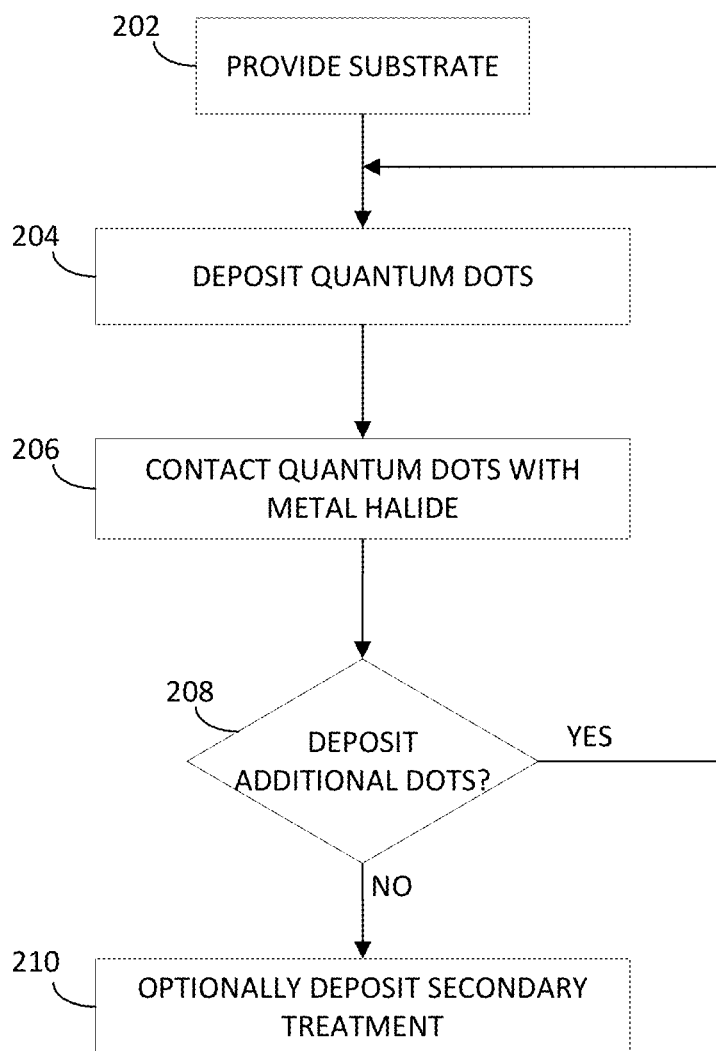 202
PROVIDE SUBSTRATE
204
DEPOSIT QUANTUM DOTS
206
CONTACT QUANTUM DOTS WITH
METAL HALIDE
208
DEPOSIT
ADDITIONAL DOTS?
YES
NO
210
OPTIONALLY DEPOSIT SECONDARY
TREATMENT